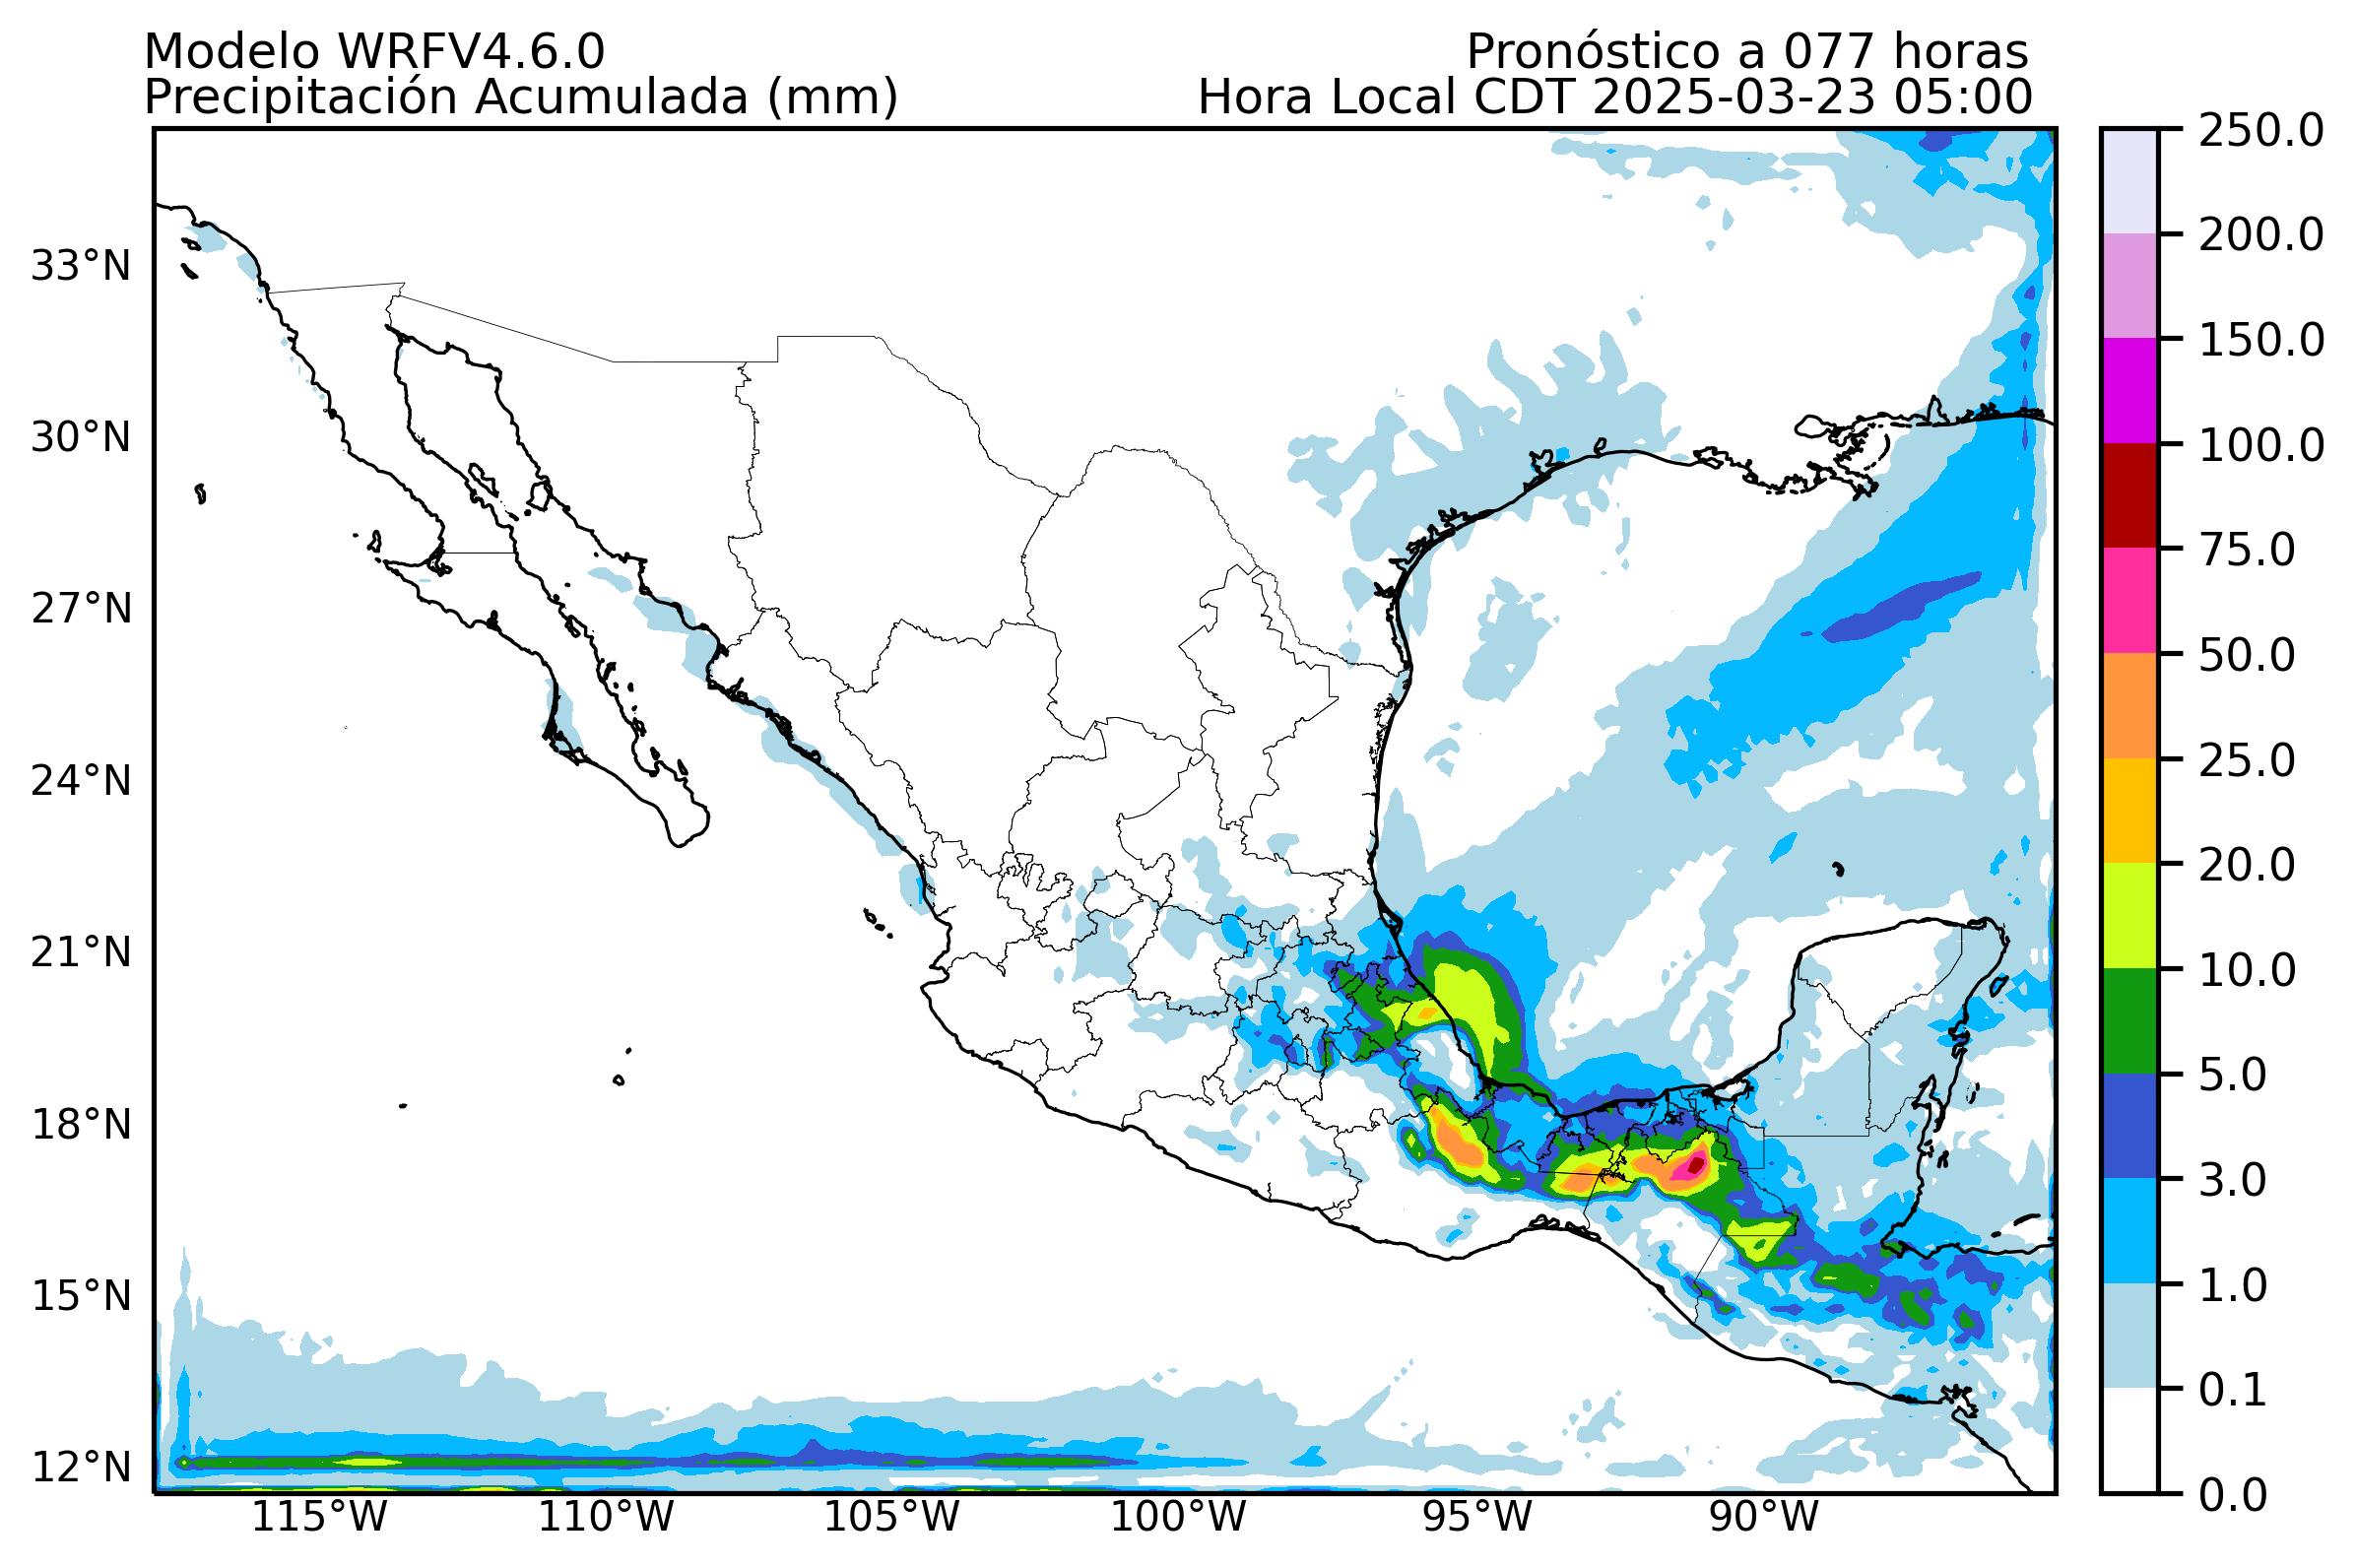 Modelo WRFV4.6.0 Pronóstico a 077 horas
Precipitación Acumulada (mm) Hora Local CDT 2025-03-23 05:00
33°N
30°N
27°N
24°N
21°N
18°N
15°N
12°N
115°W 110°W 105°W 100°W 95°W 90°W
250.0
200.0
150.0
100.0
75.0
50.0
25.0
20.0
10.0
5.0
3.0
1.0
0.1
0.0